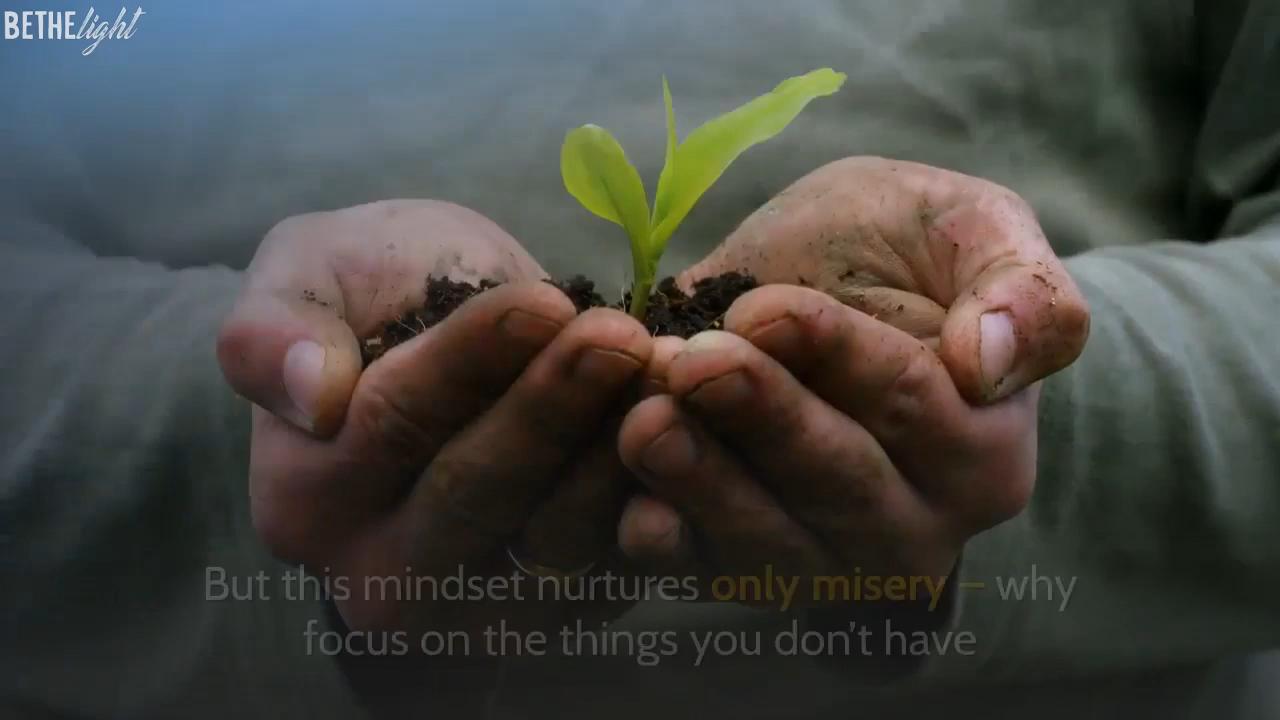 BETHElight
But this mindset nurtures only misery – why
focus on the things you don't have